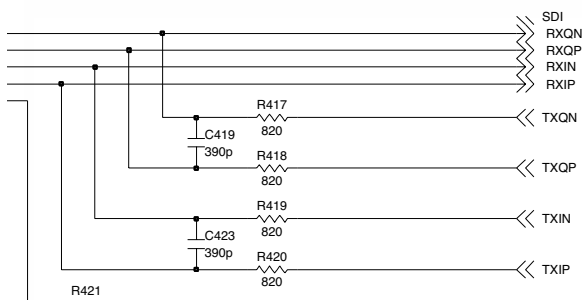 SDI
RXQN
RXQP
RXIN
RXIP
R417
TXQN
820
C419
390p
R418
TXQP
820
R419
TXIN
820
C423
390p
R420
TXIP
820
R421